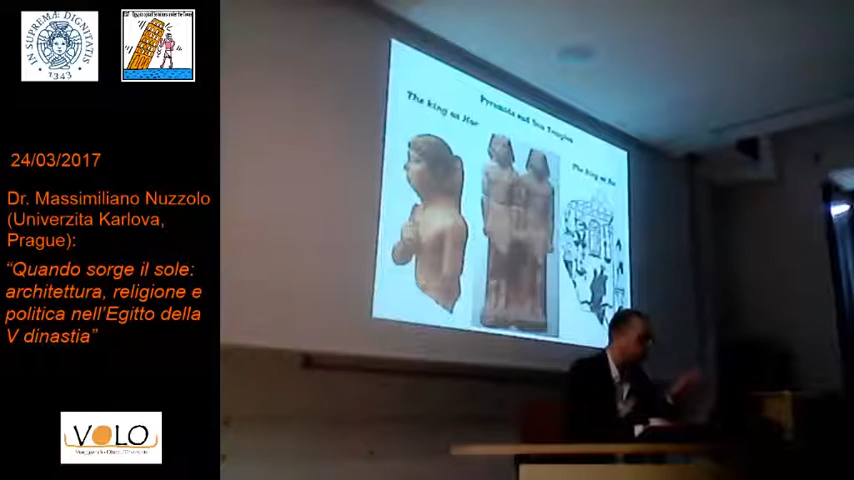 IN SUPREMÆ DIGNITATIS
1343
24/03/2017
Dr. Massimiliano Nuzzolo
(Univerzita Karlova,
Prague):
“Quando sorge il sole:
architettura, religione e
politica nell’Egitto della
V dinastia”
VOLO
Pyramids and Sun Temples
The king as Hor
The king as Ra